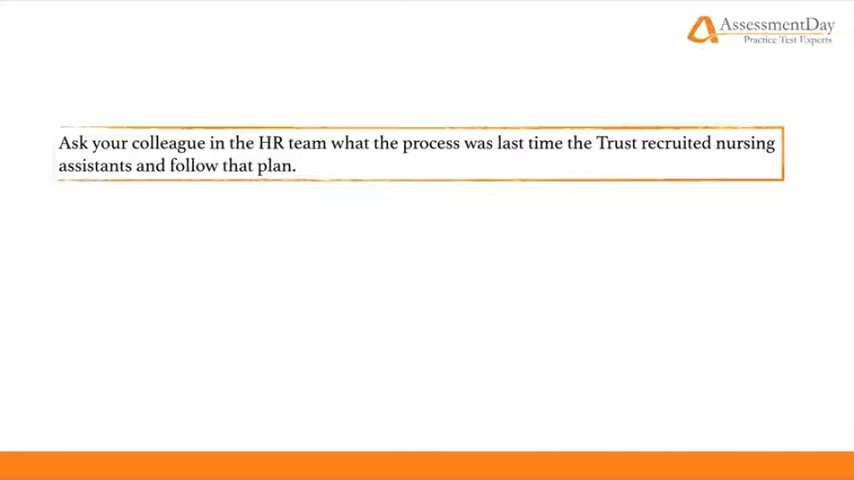 AssessmentDay
Practice Test Experts
Ask your colleague in the HR team what the process was last time the Trust recruited nursing
assistants and follow that plan.